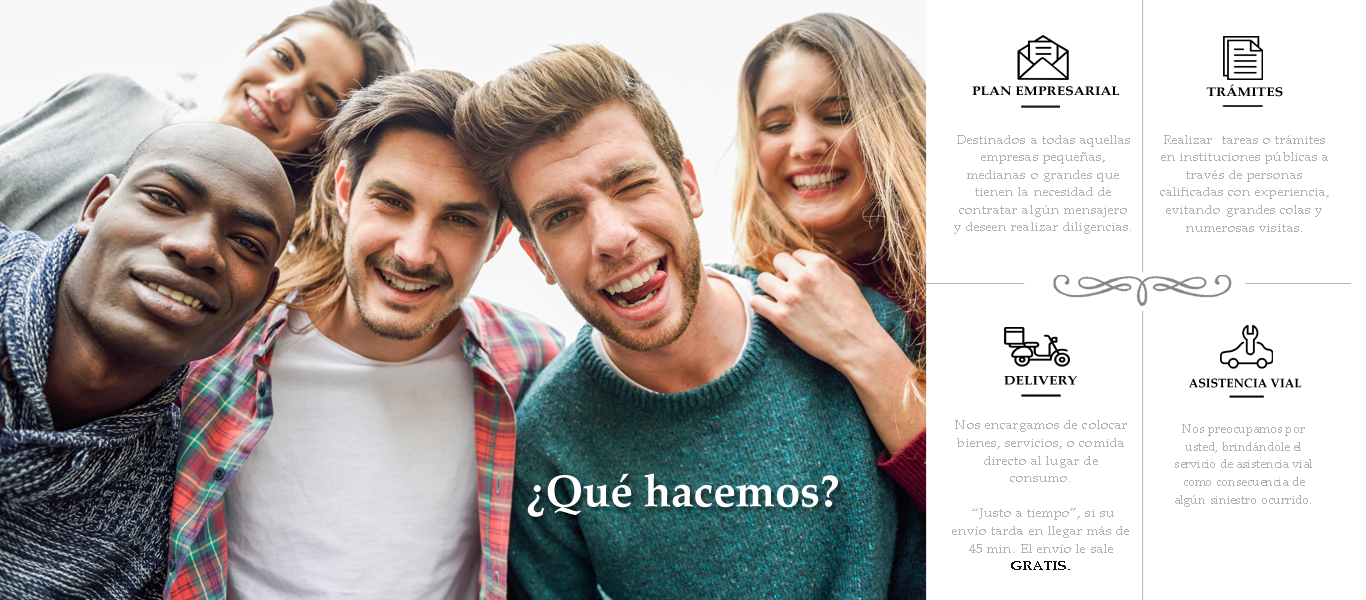 ¿Qué hacemos?
PLAN EMPRESARIAL
Destinados a todas aquellas
empresas pequeñas,
medianas o grandes que
tienen la necesidad de
contratar algún mensajero
y deseen realizar diligencias.
TRÁMITES
Realizar tareas o trámites
en instituciones públicas a
través de personas
calificadas con experiencia,
evitando grandes colas y
numerosas visitas.
DELIVERY
Nos encargamos de colocar
bienes, servicios, o comida
directo al lugar de
consumo.
“Justo a tiempo”, si su
envío tarda en llegar más de
45 min. El envío le sale
GRATIS.
ASISTENCIA VIAL
Nos preocupamos por
usted, brindándole el
servicio de asistencia vial
como consecuencia de
algún siniestro ocurrido.